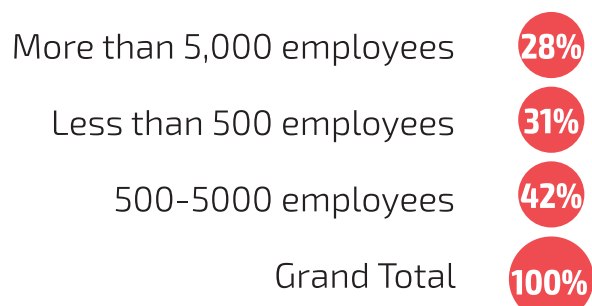 More than 5,000 employees 28%
Less than 500 employees 31%
500-5000 employees 42%
Grand Total 100%